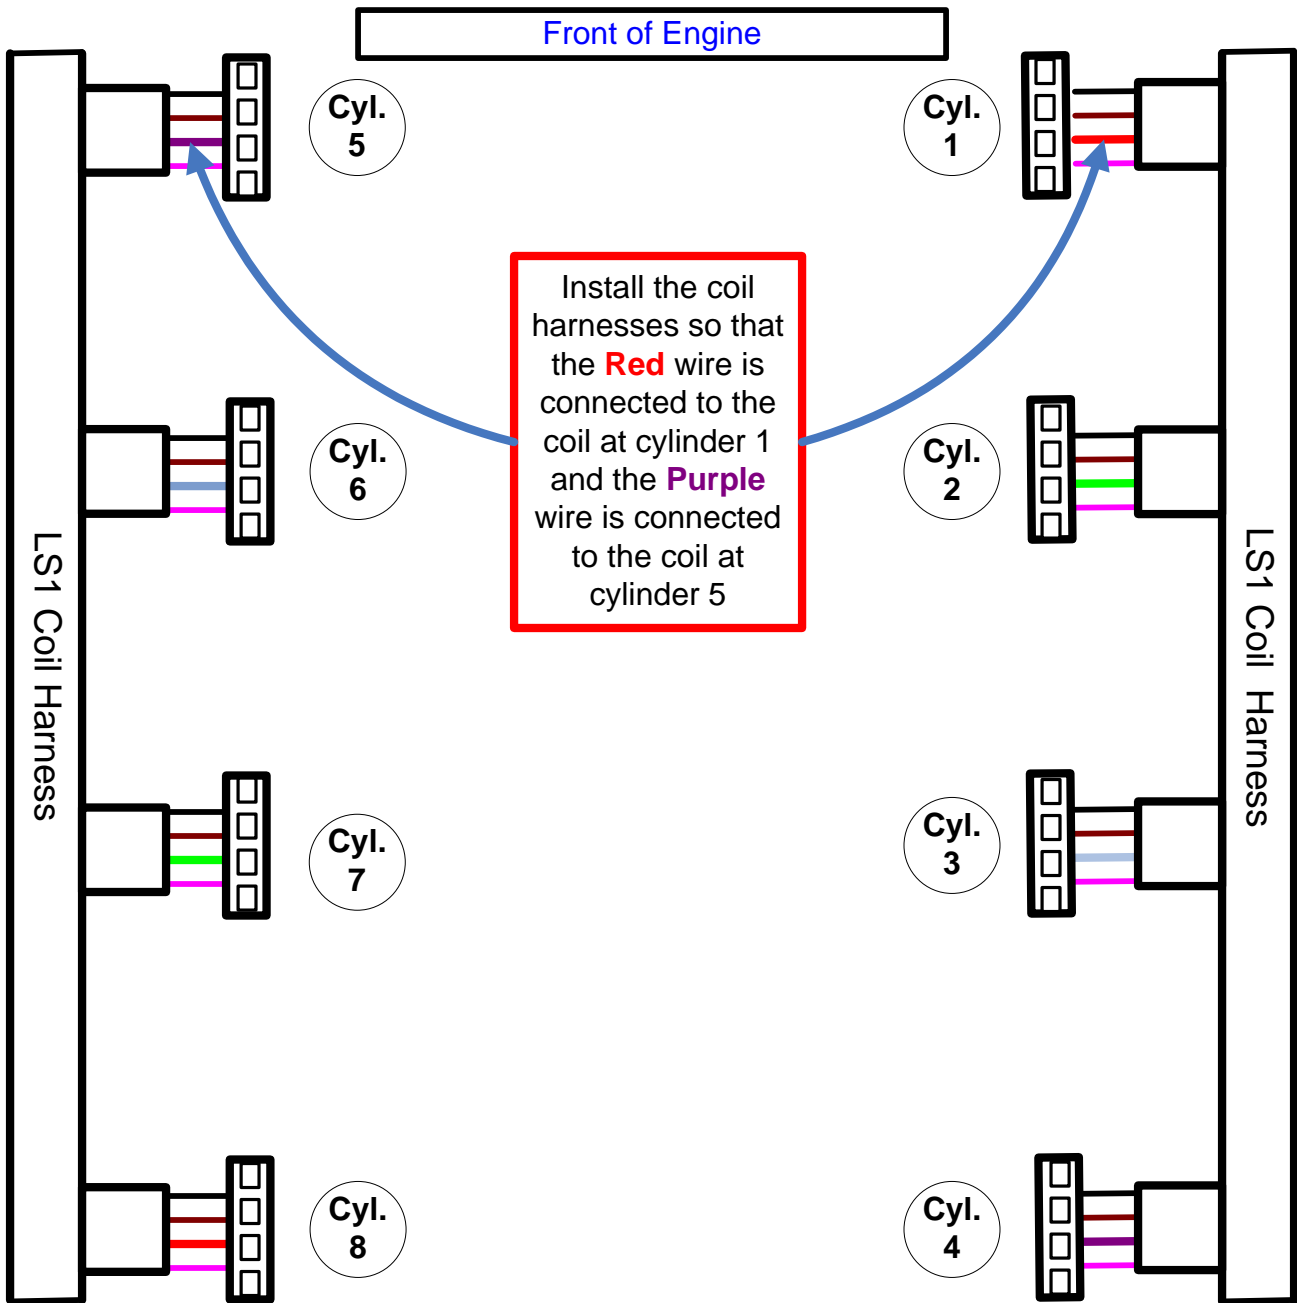 Front of Engine
Cyl.
5
Cyl.
1
Install the coil
harnesses so that
the Red wire is
connected to the
coil at cylinder 1
and the Purple
wire is connected
to the coil at
cylinder 5
Cyl.
6
Cyl.
2
LS1 Coil Harness
LS1 Coil Harness
Cyl.
7
Cyl.
3
Cyl.
8
Cyl.
4